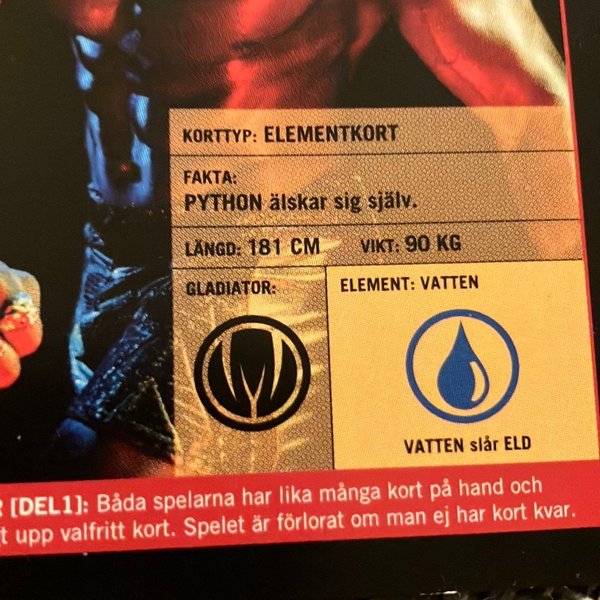 KORTTYP: ELEMENTKORT
FAKTA:
PYTHON älskar sig själv.
LÄNGD: 181 CM VIKT: 90 KG
GLADIATOR:
ELEMENT: VATTEN
VATTEN slår ELD
[DEL1]: Båda spelarna har lika många kort på hand och
upp valfritt kort. Spelet är förlorat om man ej har kort kvar.